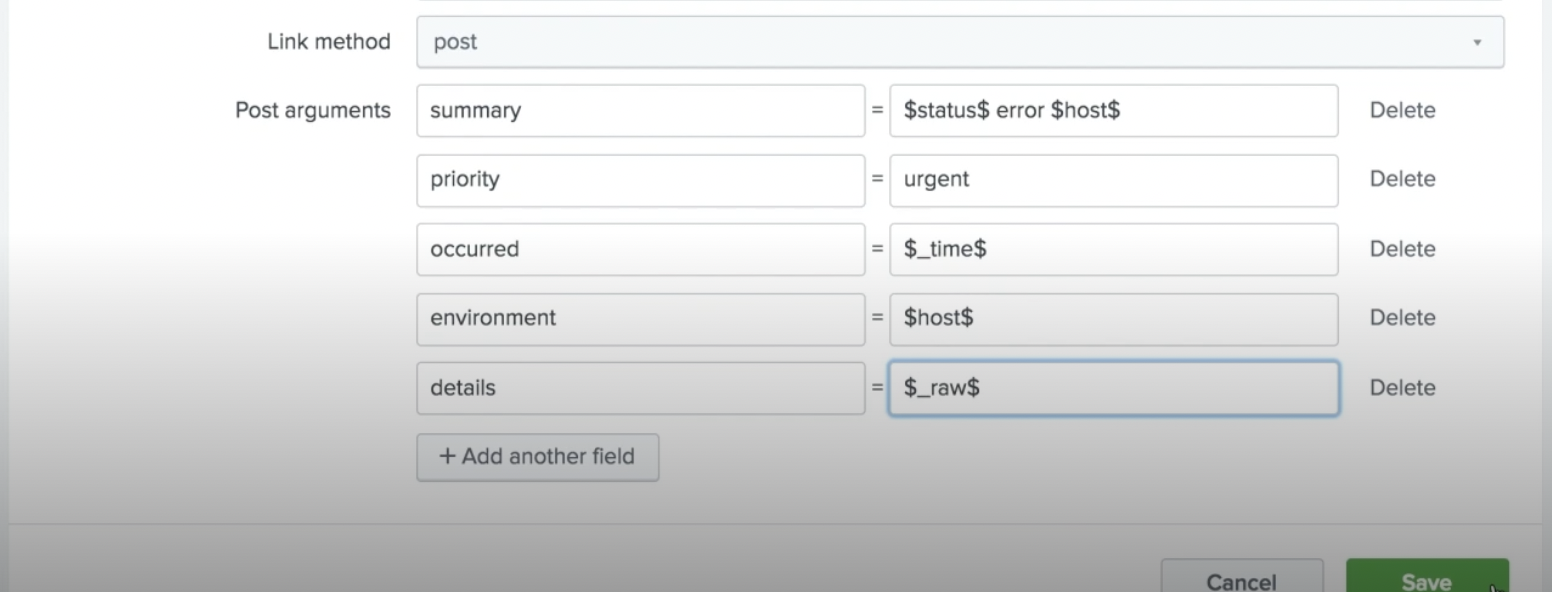 Link method post
Post arguments summary = $status$ error $host$ Delete
priority = urgent Delete
occurred = $_time$ Delete
environment = $host$ Delete
details = $_raw$ Delete
+ Add another field
Cancel Save